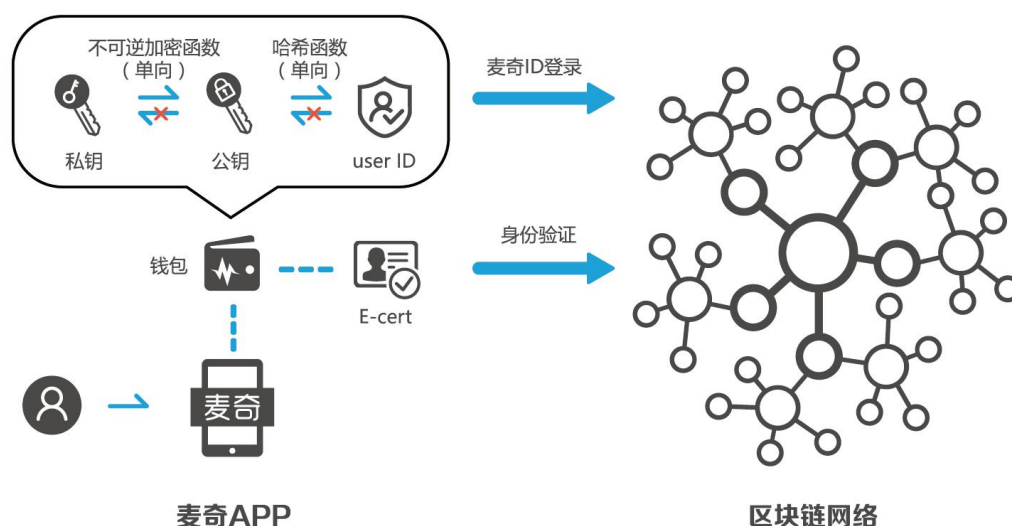 不可逆加密函数
（单向）
哈希函数
（单向）
私钥
公钥
user ID
麦奇ID登录
钱包
E-cert
身份验证
麦奇
麦奇APP
区块链网络